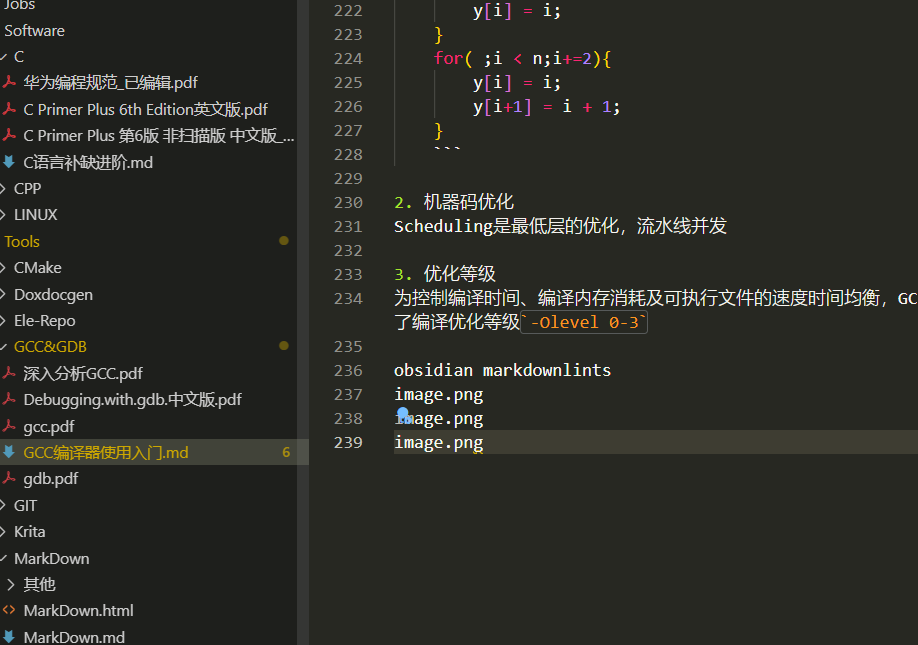 Jobs
Software
C
华为编程规范_已编辑.pdf
C Primer Plus 6th Edition英文版.pdf
C Primer Plus 第6版 非扫描版 中文版_...
C语言补缺进阶.md
CPP
LINUX
Tools
CMake
Doxdocgen
Ele-Repo
GCC&GDB
深入分析GCC.pdf
Debugging.with.gdb.中文版.pdf
gcc.pdf
GCC编译器使用入门.md 6
gdb.pdf
GIT
Krita
MarkDown
其他
MarkDown.html
MarkDown.md
222 y[i] = i;
223 }
224 for( ;i < n;i+=2){
225 y[i] = i;
226 y[i+1] = i + 1;
227 }
228 ```
229
230 2. 机器码优化
231 Scheduling是最低层的优化，流水线并发
232
233 3. 优化等级
234 为控制编译时间、编译内存消耗及可执行文件的速度时间均衡，GC
了编译优化等级`-Olevel 0-3`
235
236 obsidian markdownlints
237 image.png
238 image.png
239 image.png